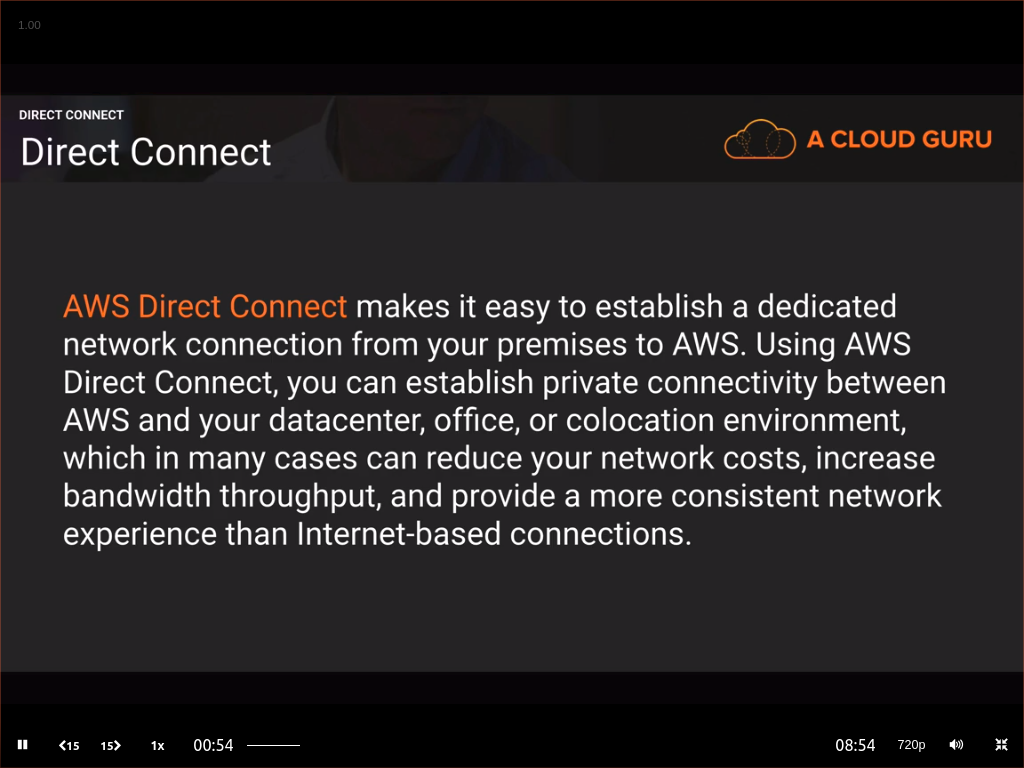 1.00
DIRECT CONNECT
Direct Connect
A CLOUD GURU
AWS Direct Connect makes it easy to establish a dedicated
network connection from your premises to AWS. Using AWS
Direct Connect, you can establish private connectivity between
AWS and your datacenter, office, or colocation environment,
which in many cases can reduce your network costs, increase
bandwidth throughput, and provide a more consistent network
experience than Internet-based connections.
15 15 1x 00:54 08:54 720p